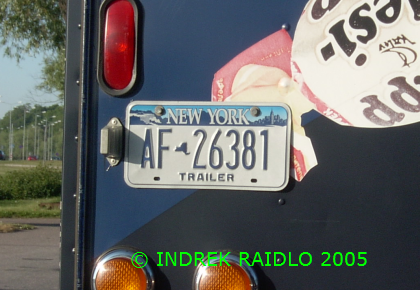 NEW YORK
AF 26381
TRAILER
© INDREK RAIDLO 2005